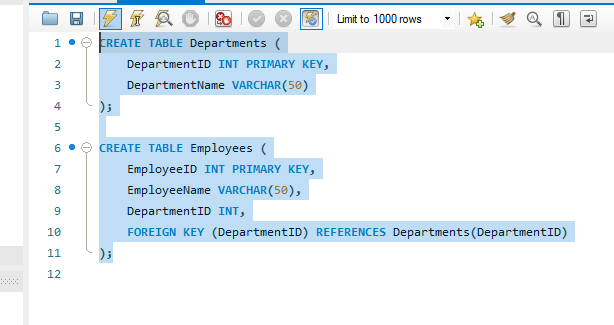 Limit to 1000 rows
1 CREATE TABLE Departments (
2 DepartmentID INT PRIMARY KEY,
3 DepartmentName VARCHAR(50)
4 );
5
6 CREATE TABLE Employees (
7 EmployeeID INT PRIMARY KEY,
8 EmployeeName VARCHAR(50),
9 DepartmentID INT,
10 FOREIGN KEY (DepartmentID) REFERENCES Departments(DepartmentID)
11 );
12